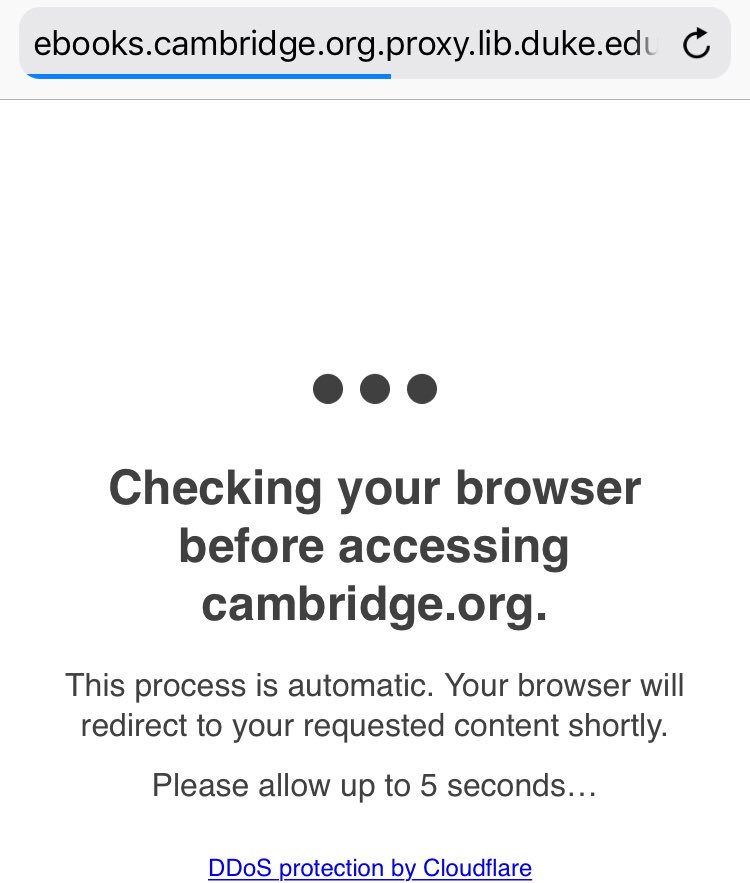 ebooks.cambridge.org.proxy.lib.duke.edu
Checking your browser
before accessing
cambridge.org.
This process is automatic. Your browser will
redirect to your requested content shortly.
Please allow up to 5 seconds…
DDoS protection by Cloudflare